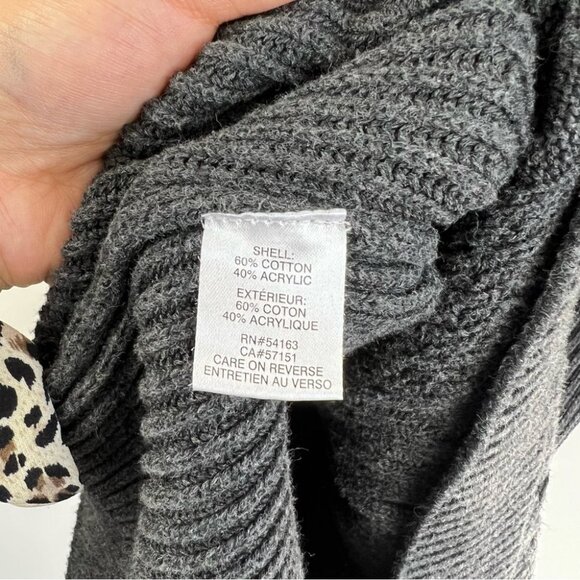 SHELL:
60% COTTON
40% ACRYLIC
EXTÉRIEUR:
60% COTON
40% ACRYLIQUE
RN#54163
CA#57151
CARE ON REVERSE
ENTRETIEN AU VERSO